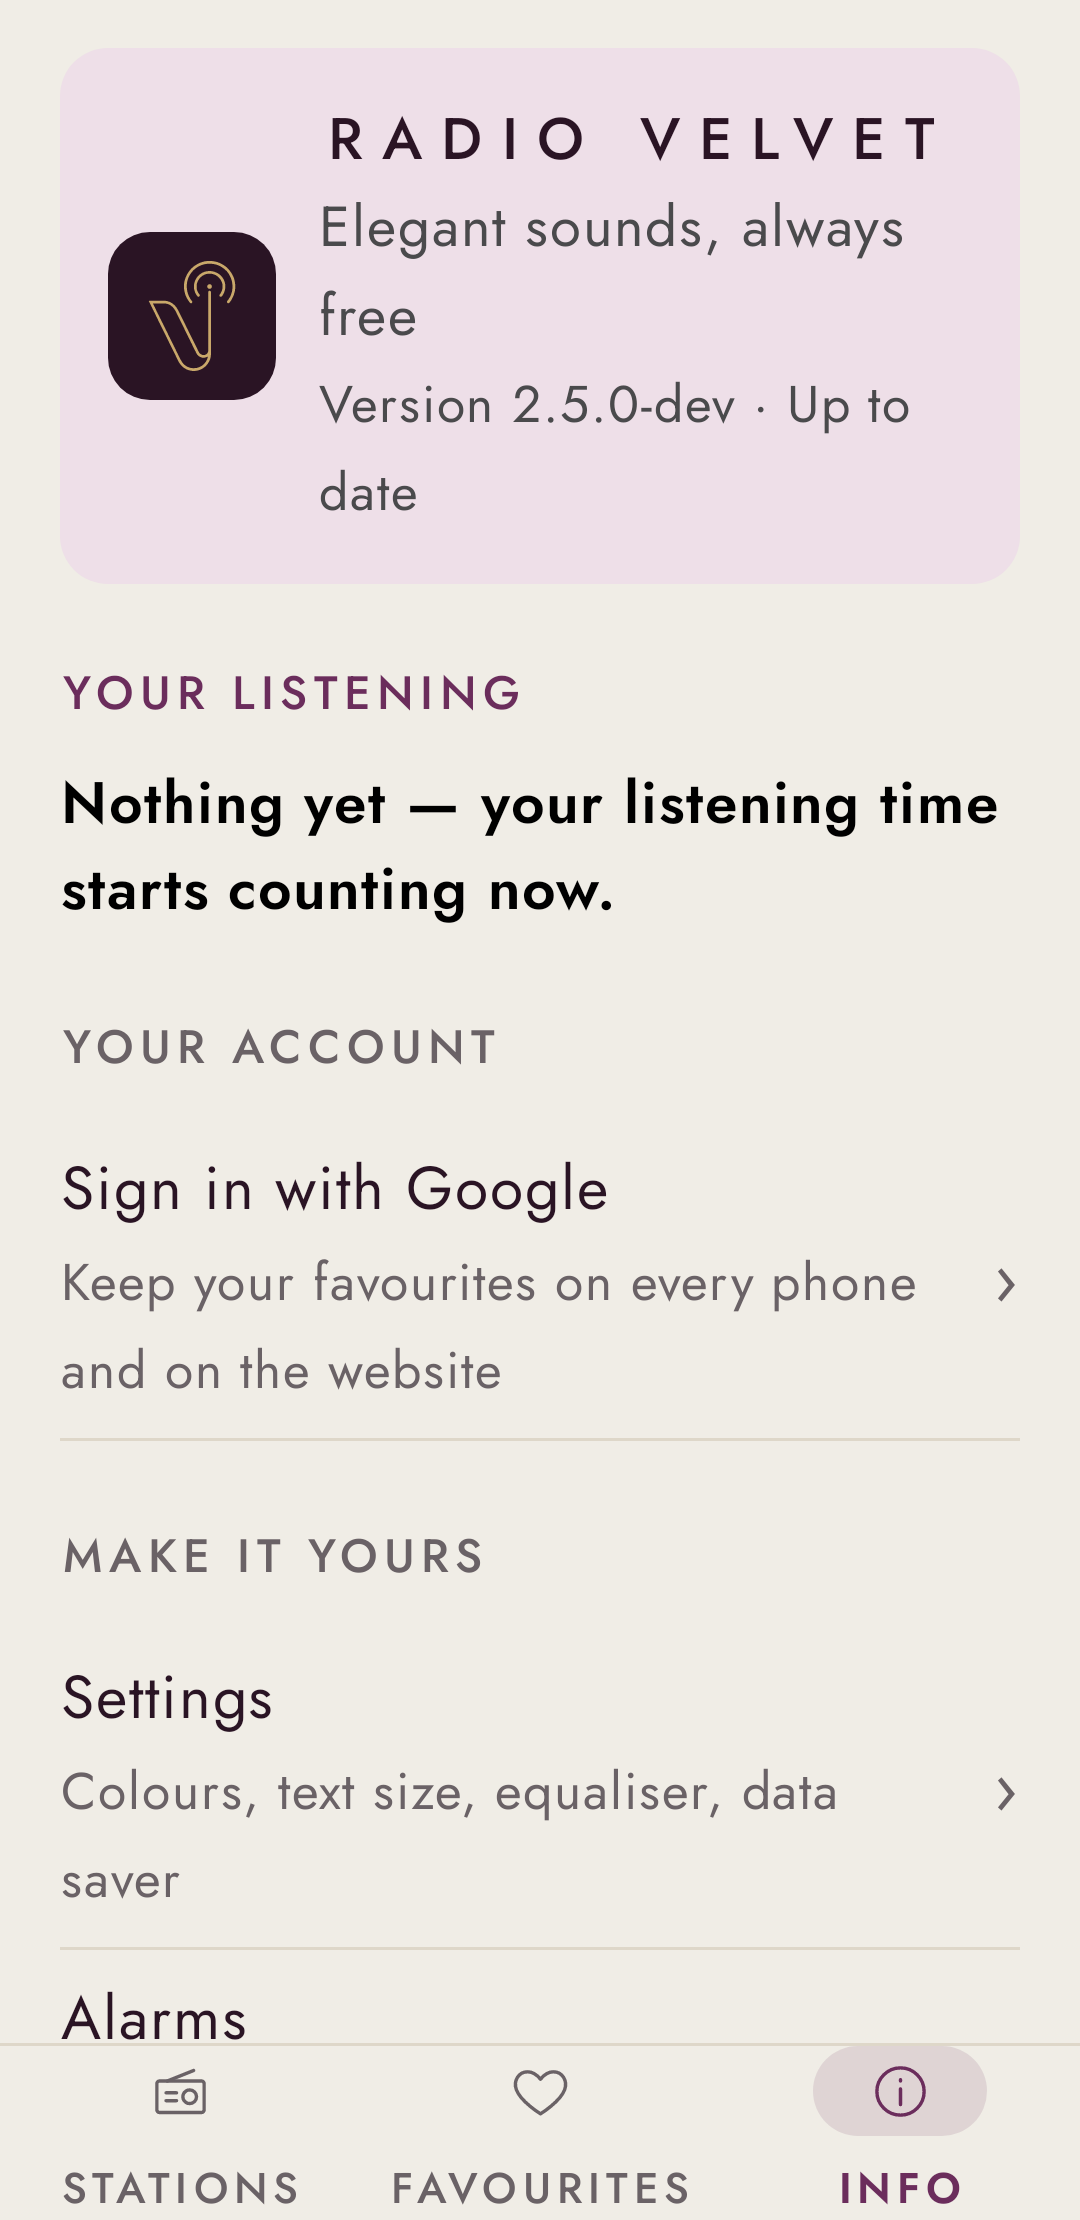 RADIO VELVET
Elegant sounds, always
free
Version 2.5.0-dev · Up to
date
YOUR LISTENING
Nothing yet — your listening time
starts counting now.
YOUR ACCOUNT
Sign in with Google
Keep your favourites on every phone
and on the website
MAKE IT YOURS
Settings
Colours, text size, equaliser, data
saver
Alarms
STATIONS
FAVOURITES
INFO